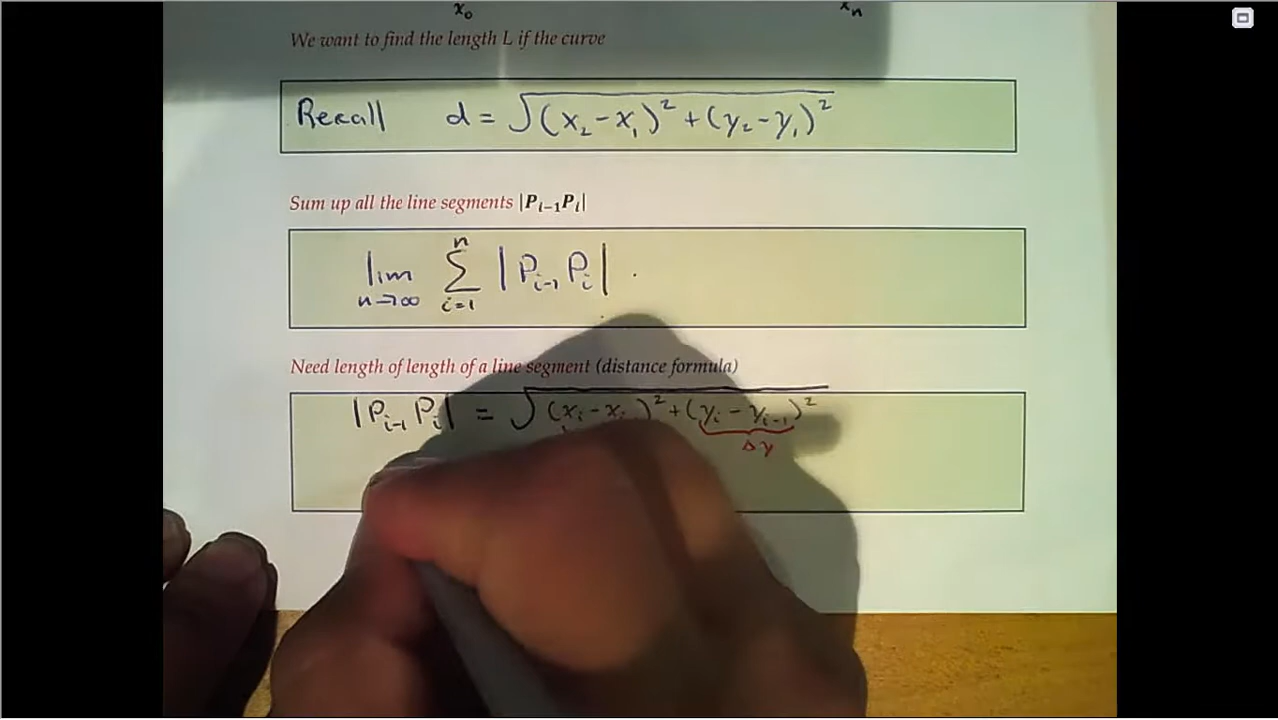 x₀ xₙ
We want to find the length L if the curve
Recall d = √(x₂ - x₁)² + (y₂ - y₁)²
Sum up all the line segments |Pᵢ₋₁Pᵢ|
lim n→∞ n Σ i=1 |Pᵢ₋₁ Pᵢ| .
Need length of length of a line segment (distance formula)
|Pᵢ₋₁ Pᵢ| = √(xᵢ - xᵢ )² + (yᵢ - yᵢ₋₁)²
Δy